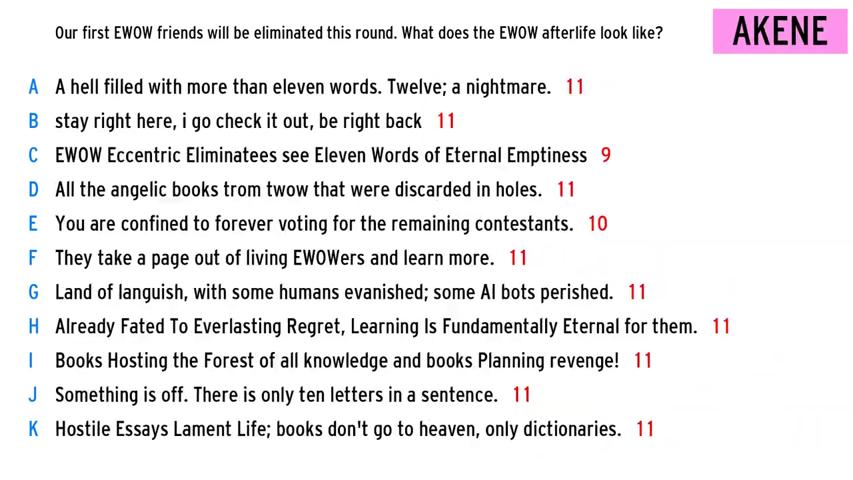 Our first EWOW friends will be eliminated this round. What does the EWOW afterlife look like?
AKENE
A A hell filled with more than eleven words. Twelve; a nightmare. 11
B stay right here, i go check it out, be right back 11
C EWOW Eccentric Eliminatees see Eleven Words of Eternal Emptiness 9
D All the angelic books trom twow that were discarded in holes. 11
E You are confined to forever voting for the remaining contestants. 10
F They take a page out of living EWOWers and learn more. 11
G Land of languish, with some humans evanished; some AI bots perished. 11
H Already Fated To Everlasting Regret, Learning Is Fundamentally Eternal for them. 11
I Books Hosting the Forest of all knowledge and books Planning revenge! 11
J Something is off. There is only ten letters in a sentence. 11
K Hostile Essays Lament Life; books don't go to heaven, only dictionaries. 11